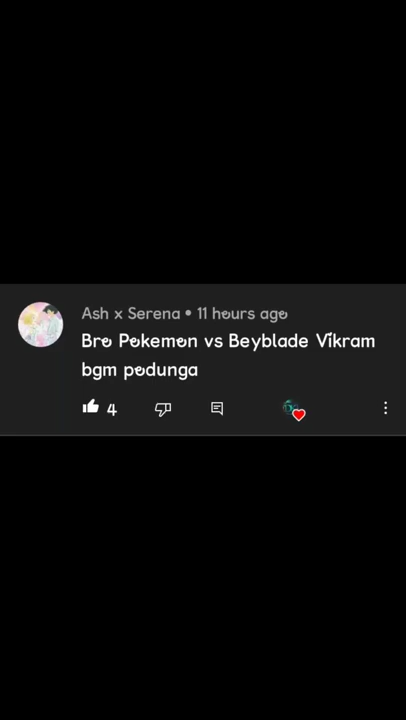 Ash x Serena • 11 hours ago
Bro Pokemon vs Beyblade Vikram
bgm podunga
4